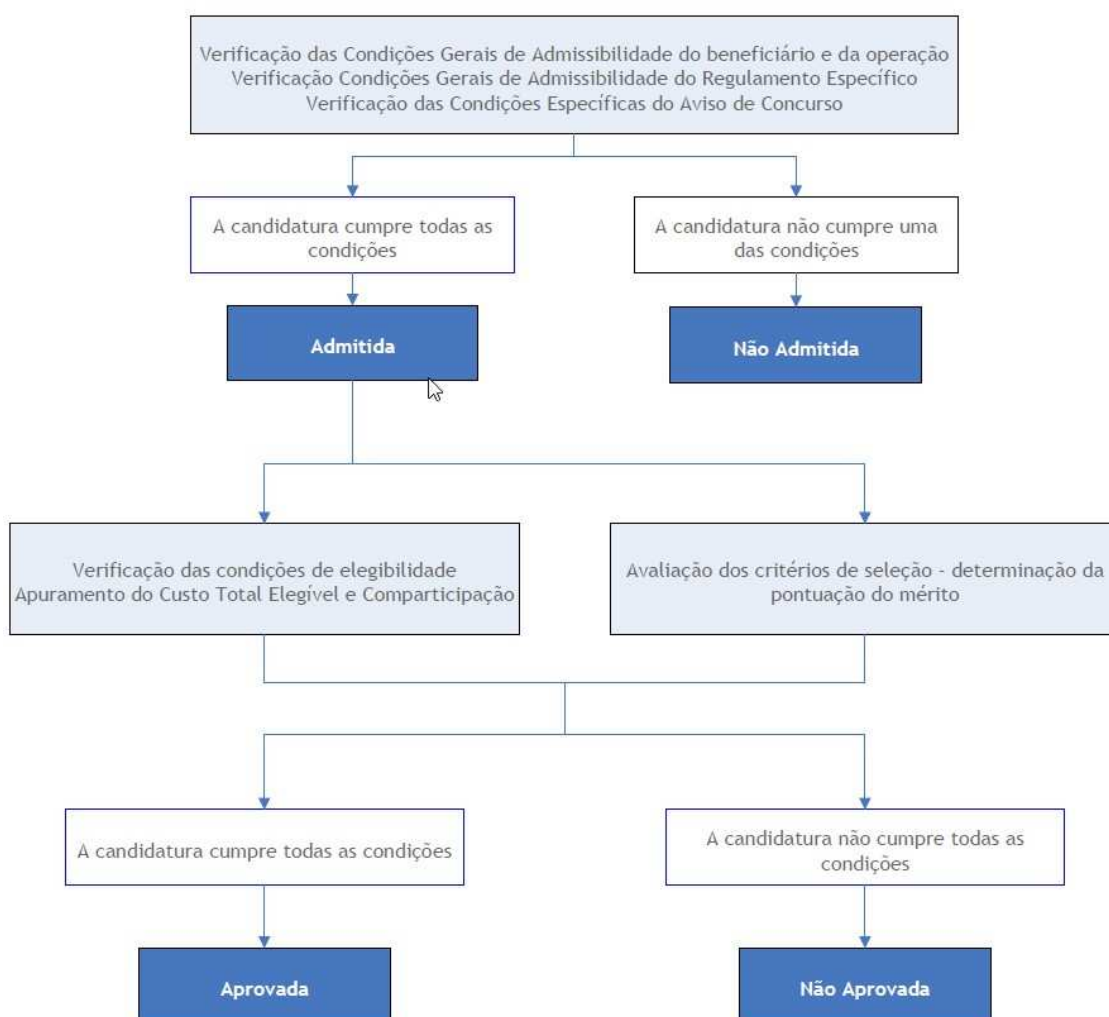 Verificação das Condições Gerais de Admissibilidade do beneficiário e da operação
Verificação Condições Gerais de Admissibilidade do Regulamento Específico
Verificação das Condições Específicas do Aviso de Concurso
A candidatura cumpre todas as
condições
A candidatura não cumpre uma
das condições
Admitida
Não Admitida
Verificação das condições de elegibilidade
Apuramento do Custo Total Elegível e Comparticipação
Avaliação dos critérios de seleção - determinação da
pontuação do mérito
A candidatura cumpre todas as condições
A candidatura não cumpre todas as
condições
Aprovada
Não Aprovada